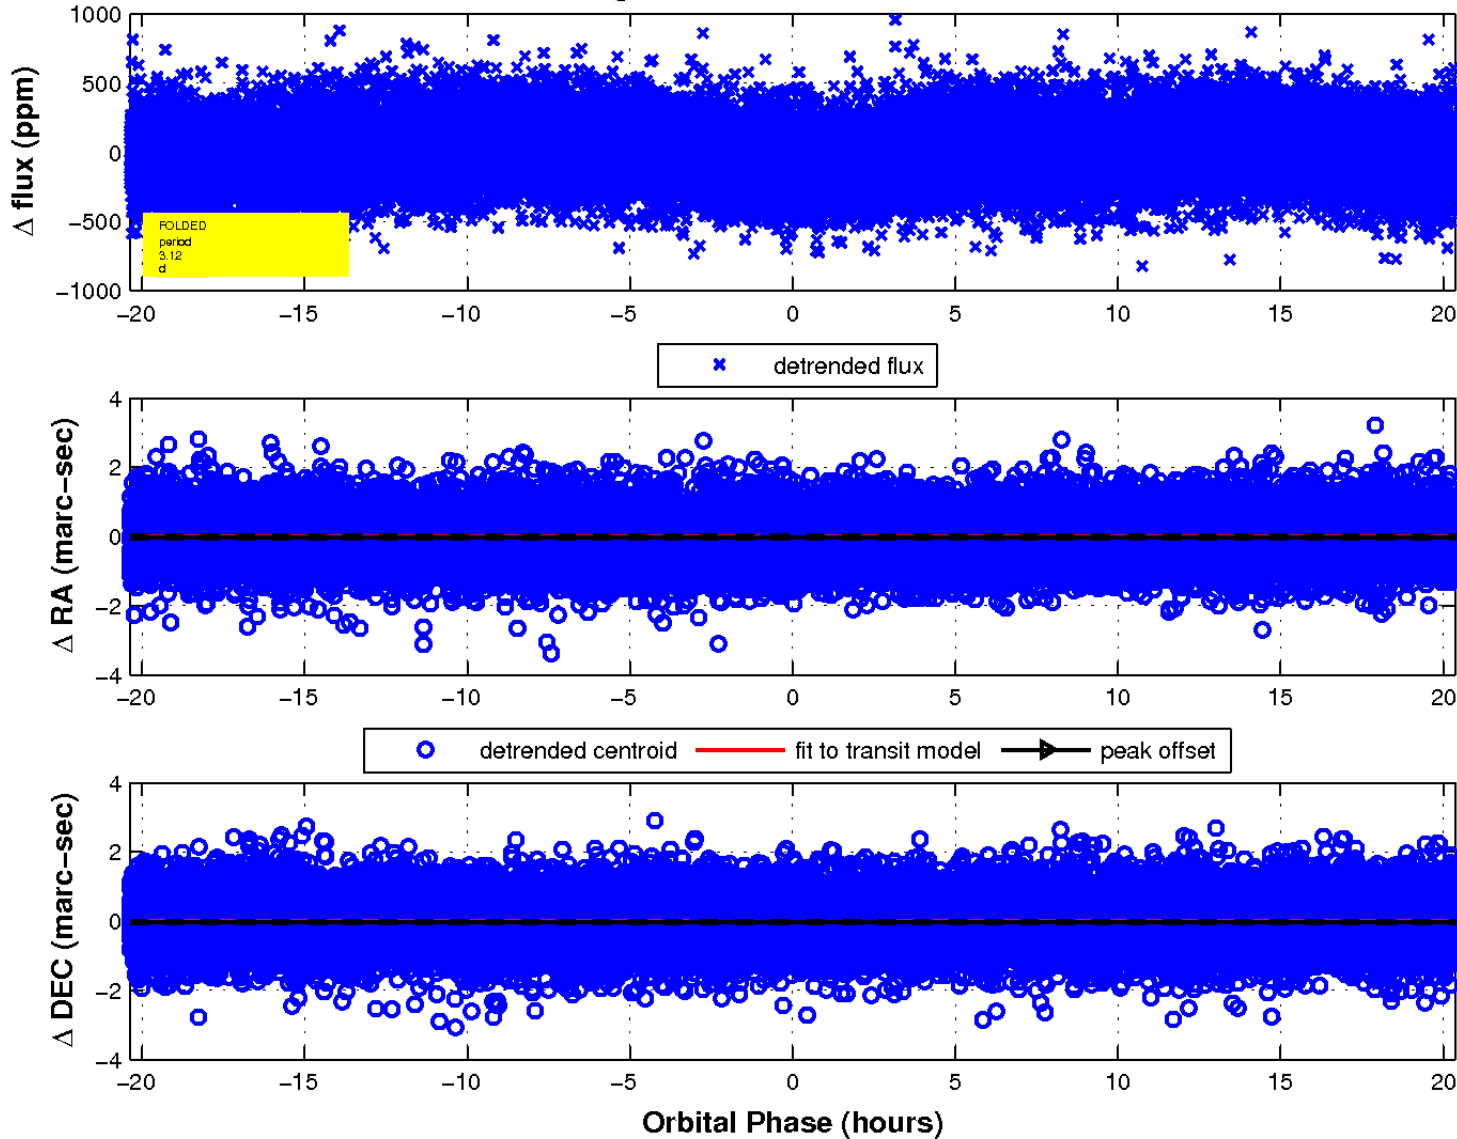 1000
500
0
−500
−1000
Δ flux (ppm)
FOLDED
period
3.12
d
−20 −15 −10 −5 0 5 10 15 20
detrended flux
4
2
0
−2
−4
Δ RA (marc−sec)
−20 −15 −10 −5 0 5 10 15 20
detrended centroid fit to transit model peak offset
4
2
0
−2
−4
Δ DEC (marc−sec)
−20 −15 −10 −5 0 5 10 15 20
Orbital Phase (hours)